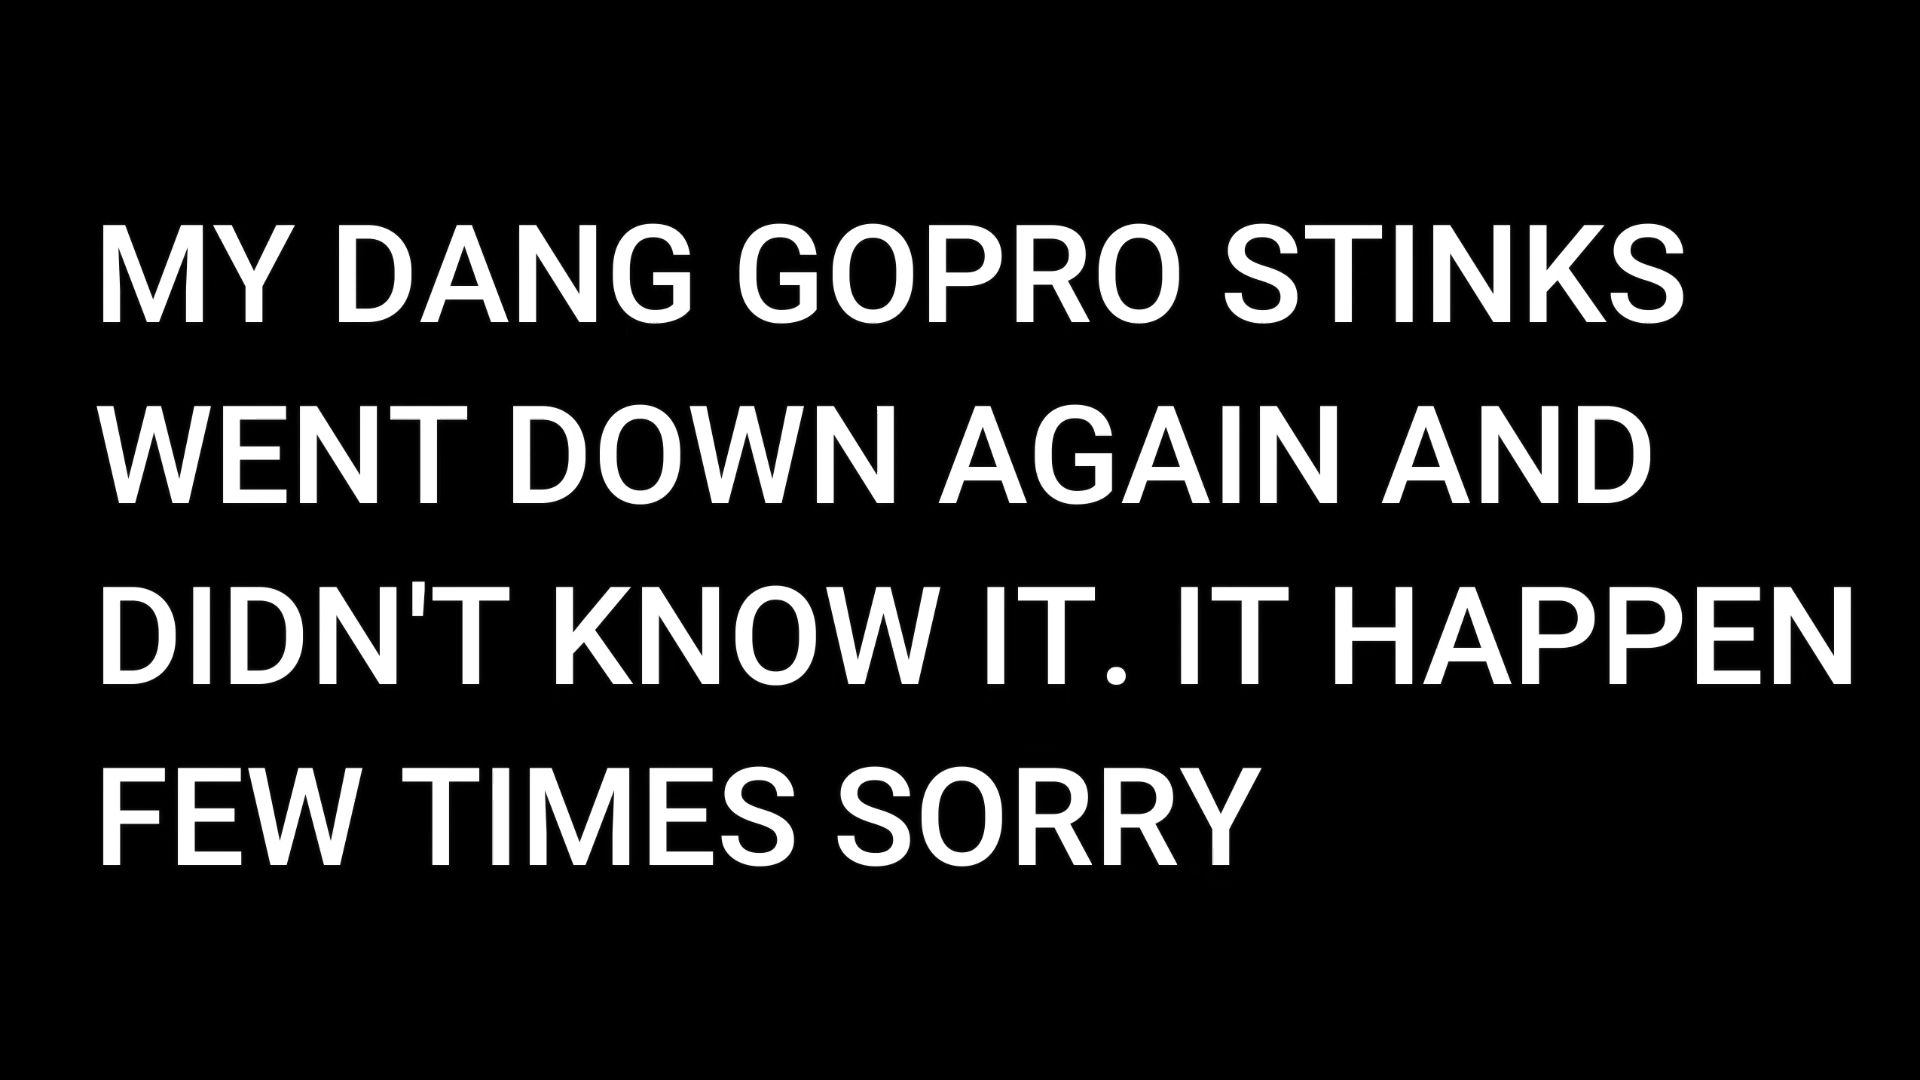 MY DANG GOPRO STINKS
WENT DOWN AGAIN AND
DIDN'T KNOW IT. IT HAPPEN
FEW TIMES SORRY